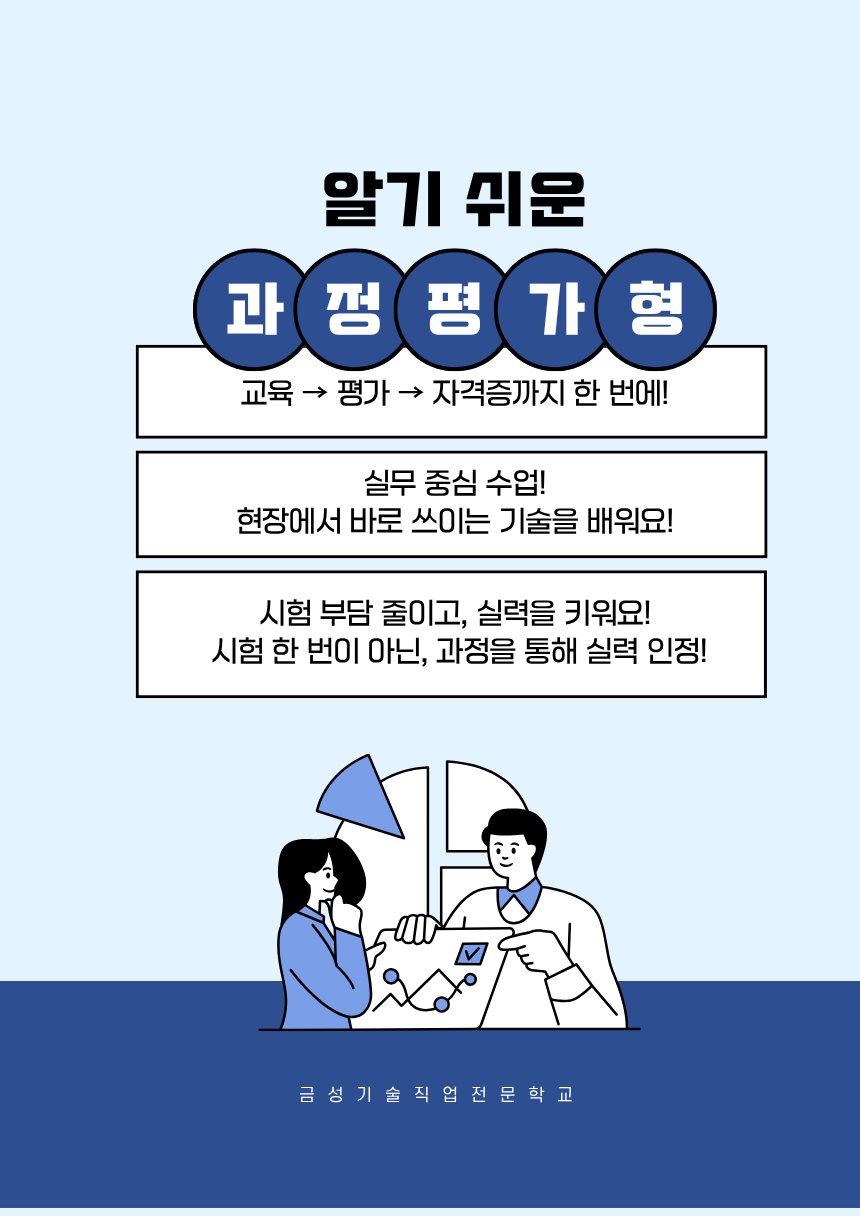 알기 쉬운
과정평가형
교육 → 평가 → 자격증까지 한 번에!
실무 중심 수업!
현장에서 바로 쓰이는 기술을 배워요!
시험 부담 줄이고, 실력을 키워요!
시험 한 번이 아닌, 과정을 통해 실력 인정!
금성기술직업전문학교